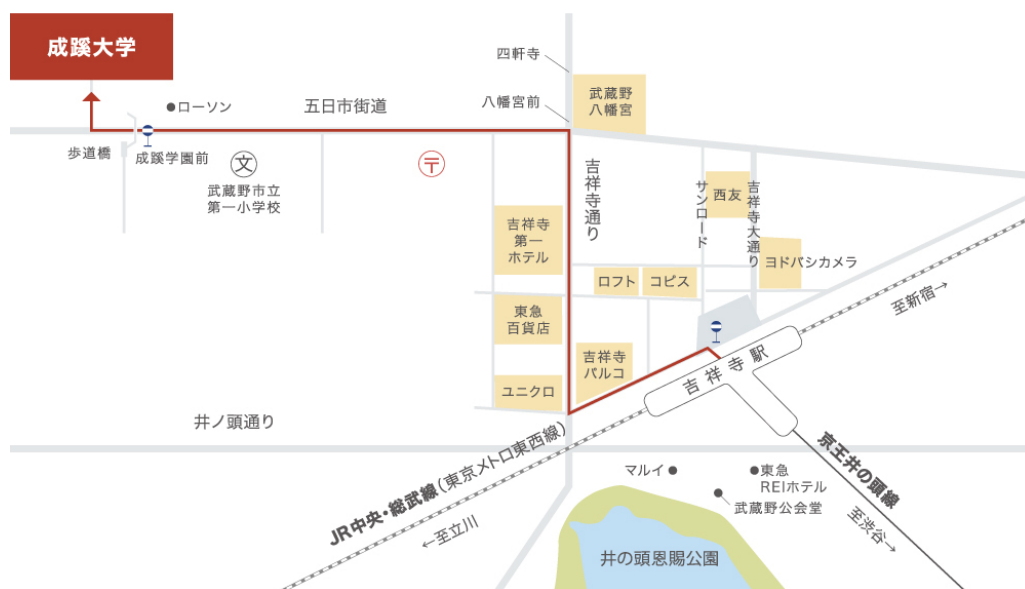 成蹊大学
ローソン
五日市街道
四軒寺
八幡宮前
武蔵野
八幡宮
歩道橋
成蹊学園前
文
武蔵野市立
第一小学校
〒
吉祥寺通り
サンロード
西友
吉祥寺大通り
ヨドバシカメラ
吉祥寺
第一
ホテル
ロフト
コピス
東急
百貨店
吉祥寺
パルコ
ユニクロ
至新宿→
吉祥寺駅
井ノ頭通り
JR中央・総武線(東京メトロ東西線)
←至立川
マルイ
東急
REIホテル
武蔵野公会堂
京王井の頭線
至渋谷→
井の頭恩賜公園